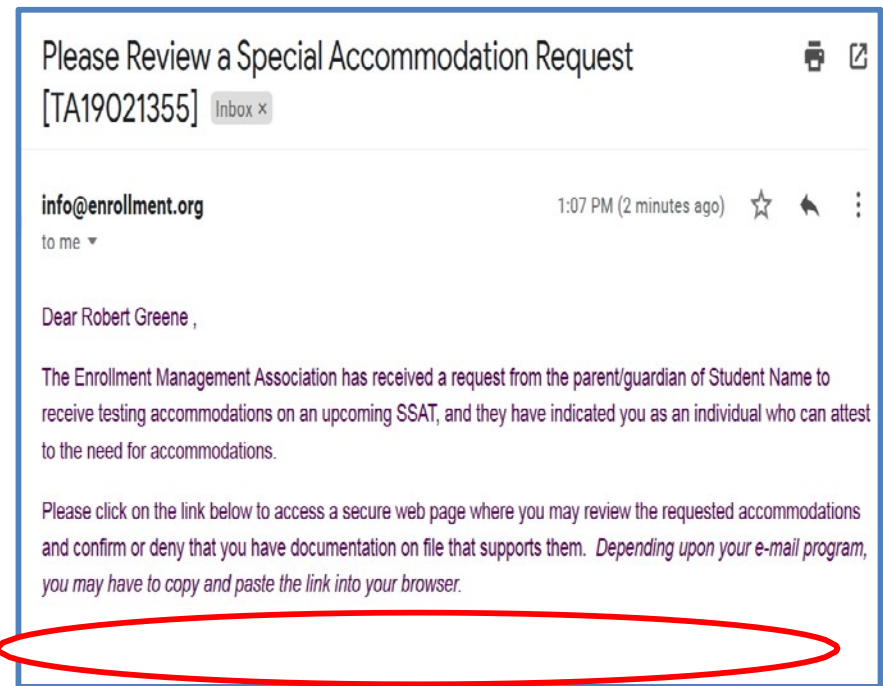 Please Review a Special Accommodation Request
[TA19021355] Inbox ×
info@enrollment.org 1:07 PM (2 minutes ago)
to me
Dear Robert Greene ,
The Enrollment Management Association has received a request from the parent/guardian of Student Name to
receive testing accommodations on an upcoming SSAT, and they have indicated you as an individual who can attest
to the need for accommodations.
Please click on the link below to access a secure web page where you may review the requested accommodations
and confirm or deny that you have documentation on file that supports them. Depending upon your e-mail program,
you may have to copy and paste the link into your browser.